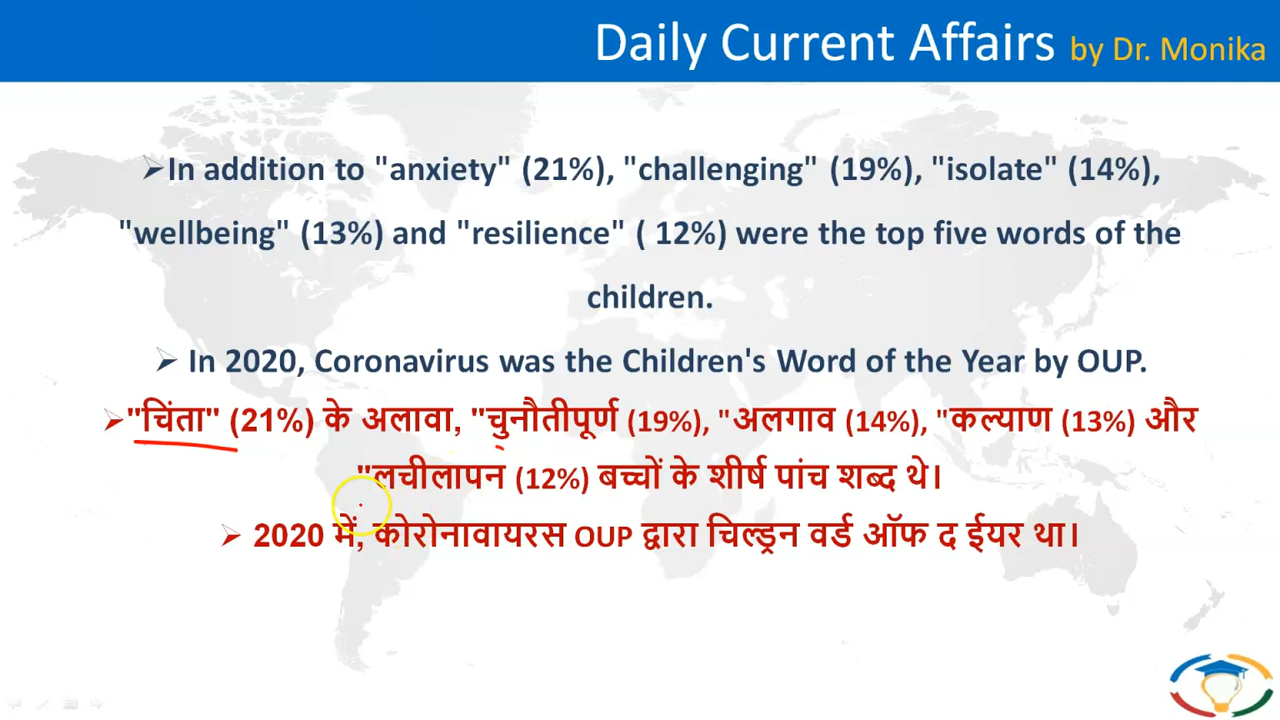 Daily Current Affairs by Dr. Monika
➢In addition to "anxiety" (21%), "challenging" (19%), "isolate" (14%),
"wellbeing" (13%) and "resilience" ( 12%) were the top five words of the
children.
➢ In 2020, Coronavirus was the Children's Word of the Year by OUP.
➢"चिंता" (21%) के अलावा, "चुनौतीपूर्ण (19%), "अलगाव (14%), "कल्याण (13%) और
"लचीलापन (12%) बच्चों के शीर्ष पांच शब्द थे।
➢ 2020 में, कोरोनावायरस OUP द्वारा चिल्ड्रन वर्ड ऑफ द ईयर था।